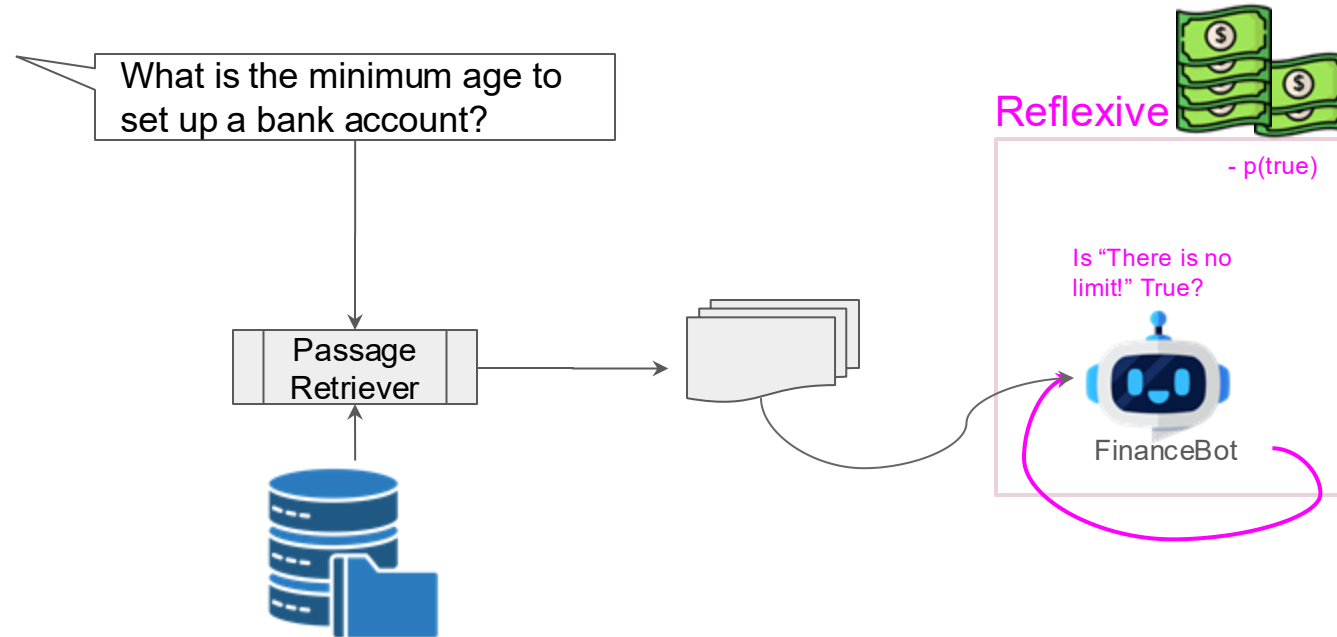 What is the minimum age to
set up a bank account?
Reflexive
$
$
- p(true)
Is “There is no
limit!” True?
Passage
Retriever
FinanceBot